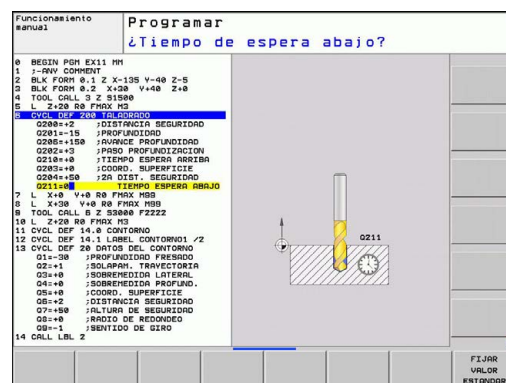 Funcionamiento
manual
Programar
¿Tiempo de espera abajo?
0 BEGIN PGM EX11 MM
1 ;-ANY COMMENT
2 BLK FORM 0.1 Z X-135 Y-40 Z-5
3 BLK FORM 0.2 X+30 Y+40 Z+0
4 TOOL CALL 3 Z S1500
5 L Z+20 R0 FMAX M3
6 CYCL DEF 200 TALADRADO
Q200=+2 ;DISTANCIA SEGURIDAD
Q201=-15 ;PROFUNDIDAD
Q206=+150 ;AVANCE PROFUNDIDAD
Q202=+3 ;PASO PROFUNDIZACION
Q210=+0 ;TIEMPO ESPERA ARRIBA
Q203=+0 ;COORD. SUPERFICIE
Q204=+50 ;2A DIST. SEGURIDAD
Q211=0 TIEMPO ESPERA ABAJO
7 L X+0 Y+0 R0 FMAX M99
8 L X+30 Y+0 R0 FMAX M99
9 TOOL CALL 6 Z S3000 F2222
10 L Z+20 R0 FMAX M3
11 CYCL DEF 14.0 CONTORNO
12 CYCL DEF 14.1 LABEL CONTORNO1 /2
13 CYCL DEF 20 DATOS DEL CONTORNO
Q1=-30 ;PROFUNDIDAD FRESADO
Q2=+1 ;SOLAPAM. TRAYECTORIA
Q3=+0 ;SOBREMEDIDA LATERAL
Q4=+0 ;SOBREMEDIDA PROFUND.
Q5=+0 ;COORD. SUPERFICIE
Q6=+2 ;DISTANCIA SEGURIDAD
Q7=+50 ;ALTURA DE SEGURIDAD
Q8=+0 ;RADIO DE REDONDEO
Q9=-1 ;SENTIDO DE GIRO
14 CALL LBL 2
Q211
FIJAR
VALOR
ESTANDAR